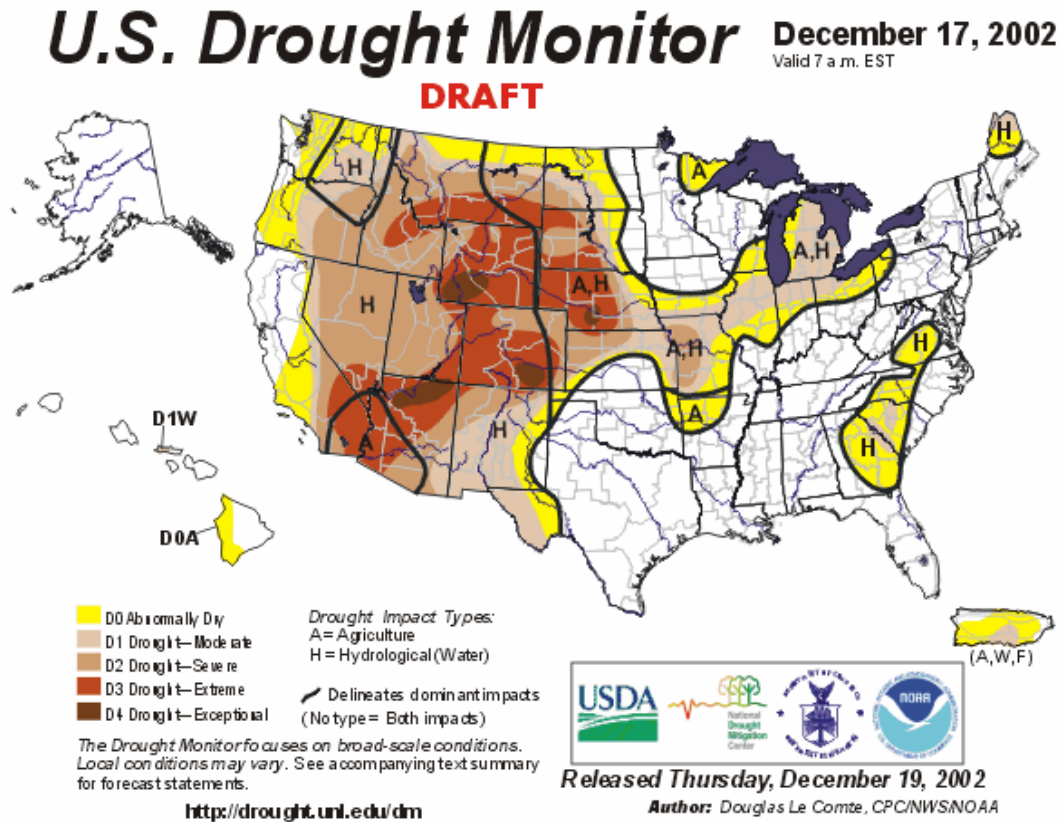 U.S. Drought Monitor
December 17, 2002
Valid 7 a.m. EST
DRAFT
H
H
A
A,H
H
A,H
A,H
H
H
A
H
A
D1W
D0A
(A,W,F)
D0 Abnormally Dry
D1 Drought—Moderate
D2 Drought—Severe
D3 Drought—Extreme
D4 Drought—Exceptional
Drought Impact Types:
A = Agriculture
H = Hydrological (Water)
Delineates dominant impacts
(No type = Both impacts)
The Drought Monitor focuses on broad-scale conditions.
Local conditions may vary. See accompanying text summary
for forecast statements.
http://drought.unl.edu/dm
USDA
National
Drought
Mitigation
Center
NOAA
Released Thursday, December 19, 2002
Author: Douglas Le Comte, CPC/NWS/NOAA